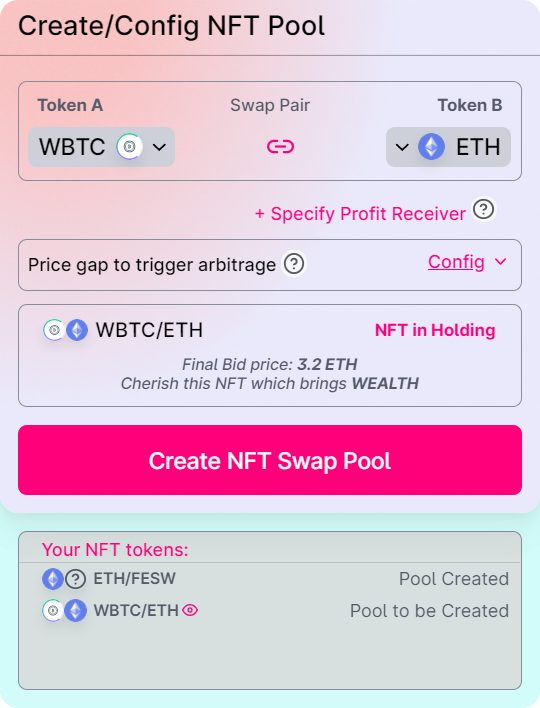 Create/Config NFT Pool
Token A Swap Pair Token B
WBTC ETH
+ Specify Profit Receiver ?
Price gap to trigger arbitrage ? Config
WBTC/ETH NFT in Holding
Final Bid price: 3.2 ETH
Cherish this NFT which brings WEALTH
Create NFT Swap Pool
Your NFT tokens:
? ETH/FESW Pool Created
WBTC/ETH Pool to be Created